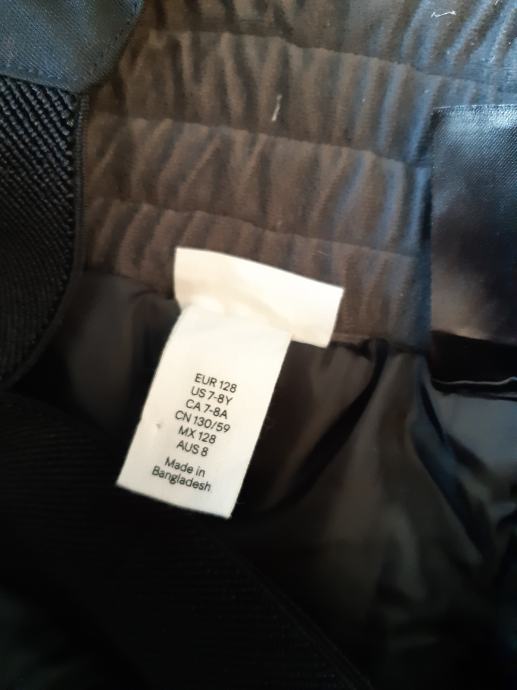 EUR 128
US 7-8Y
CA 7-8A
CN 130/59
MX 128
AUS 8
Made in
Bangladesh